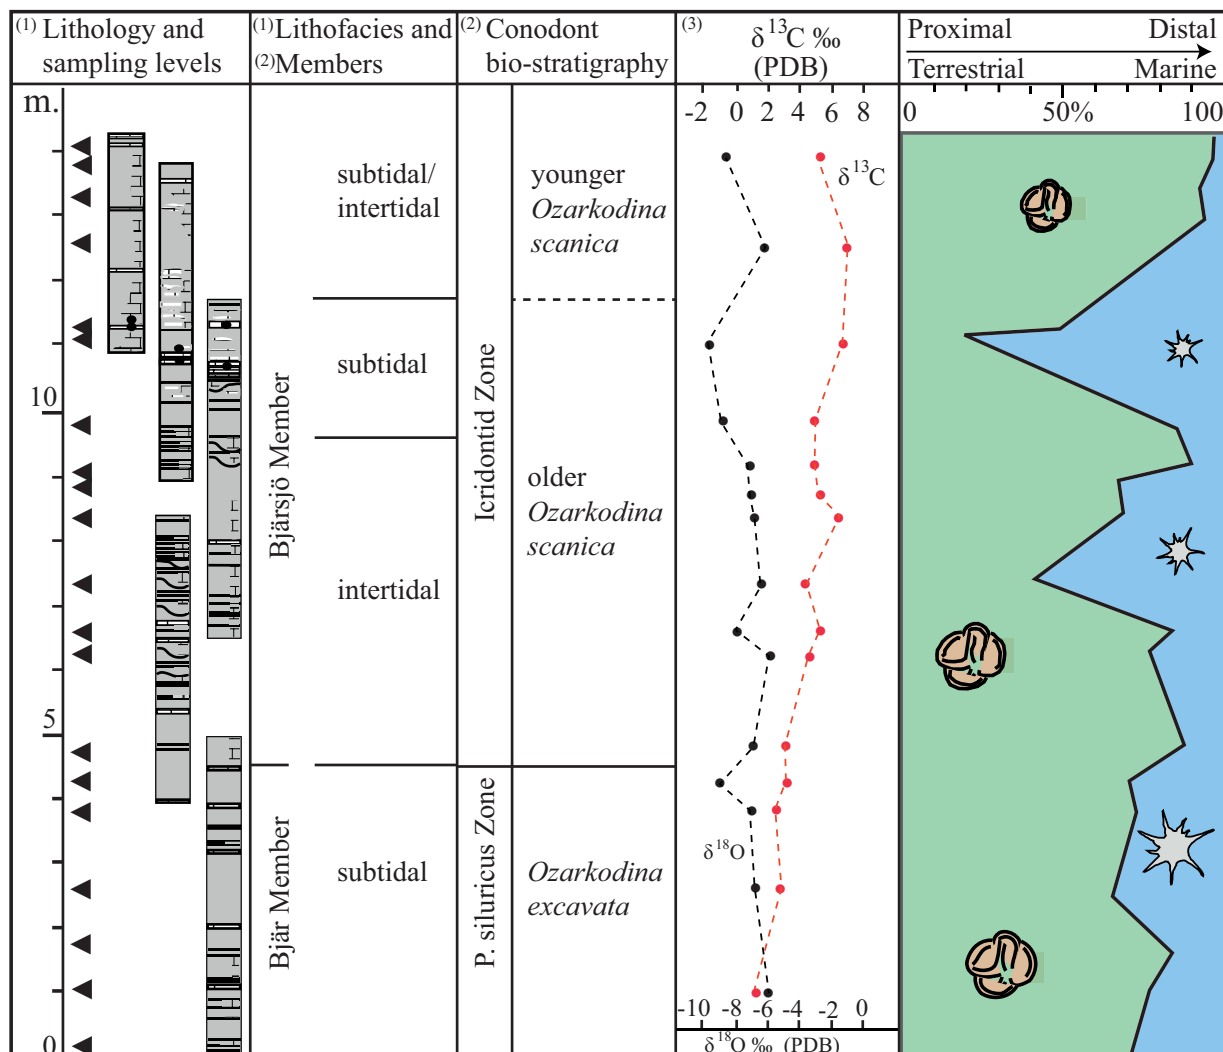 (1) Lithology and
sampling levels
(1)Lithofacies and
(2)Members
(2) Conodont
bio-stratigraphy
(3)
δ13C ‰
(PDB)
Proximal Distal
Terrestrial Marine
m.
-2 0 2 4 6 8
0 50% 100
δ13C
subtidal/
intertidal
younger
Ozarkodina
scanica
subtidal
10
Bjärsjö Member
Icridontid Zone
older
Ozarkodina
scanica
intertidal
5
Bjär Member
subtidal
P. siluricus Zone
Ozarkodina
excavata
δ18O
-10 -8 -6 -4 -2 0
0
δ18O ‰ (PDB)